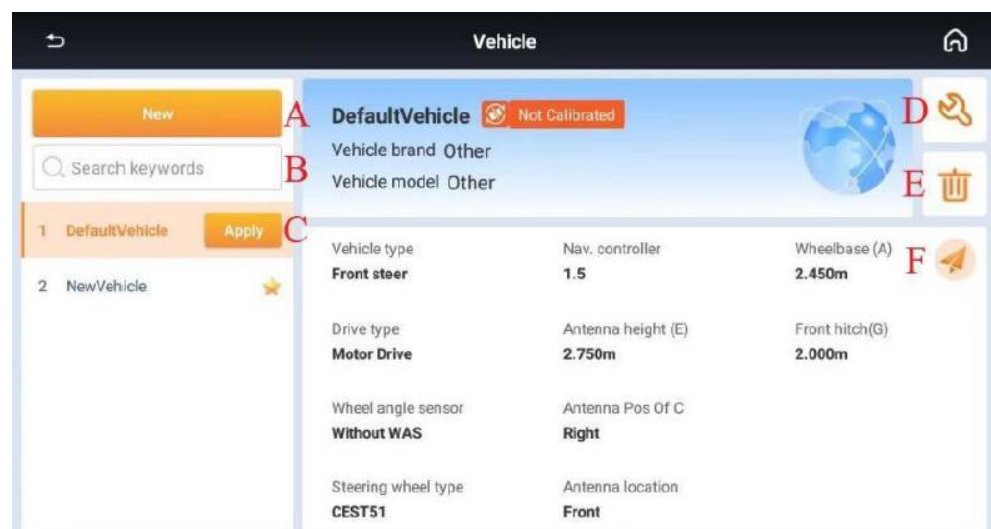 Vehicle
New
A
Search keywords
B
1 DefaultVehicle Apply
C
2 NewVehicle
DefaultVehicle Not Calibrated
Vehicle brand Other
Vehicle model Other
D
E
F
Vehicle type Nav. controller Wheelbase (A)
Front steer 1.5 2.450m
Drive type Antenna height (E) Front hitch(G)
Motor Drive 2.750m 2.000m
Wheel angle sensor Antenna Pos Of C
Without WAS Right
Steering wheel type Antenna location
CEST51 Front